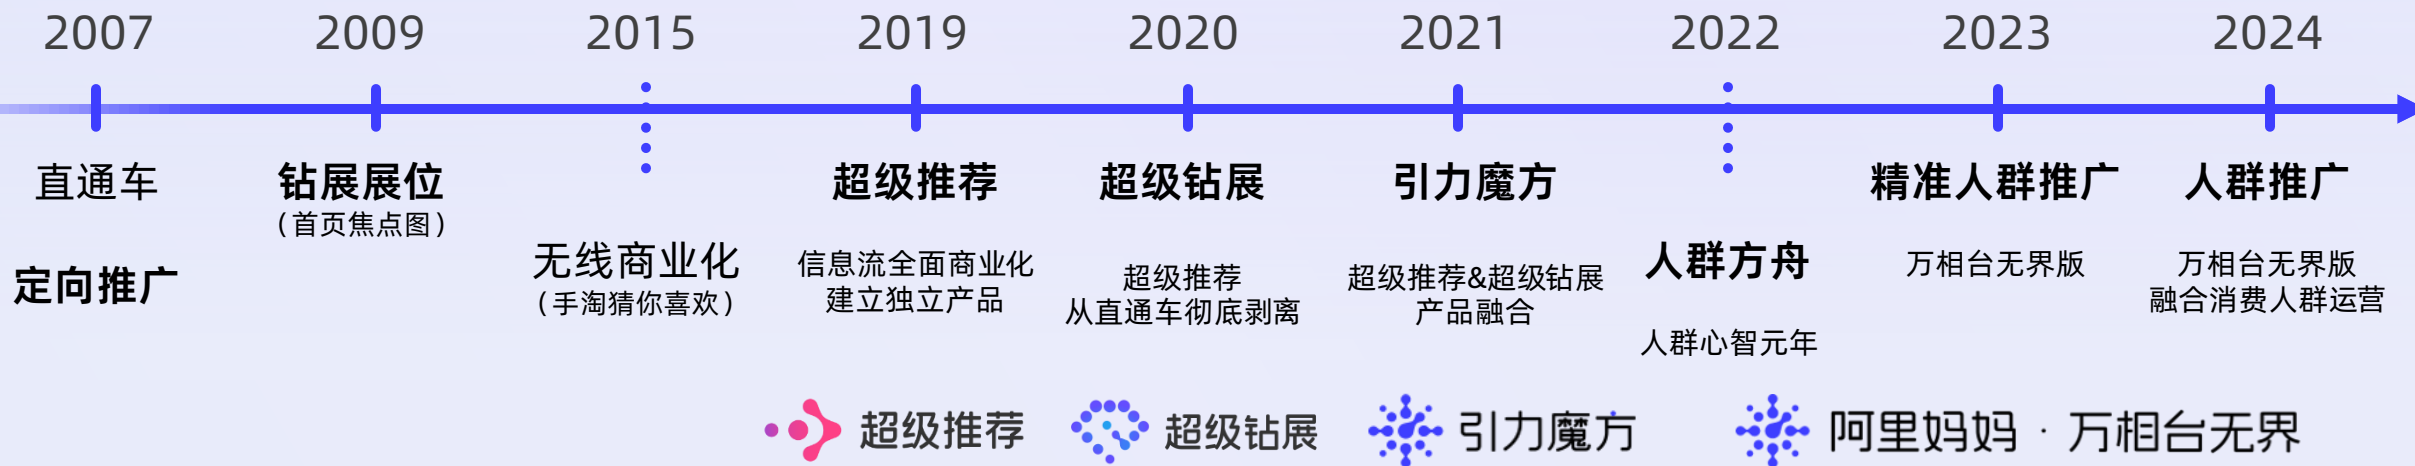 2007
2009
2015
2019
2020
2021
2022
2023
2024
直通车
定向推广
钻展展位
（首页焦点图）
无线商业化
（手淘猜你喜欢）
超级推荐
信息流全面商业化
建立独立产品
超级钻展
超级推荐
从直通车彻底剥离
引力魔方
超级推荐&超级钻展
产品融合
人群方舟
人群心智元年
精准人群推广
万相台无界版
人群推广
万相台无界版
融合消费人群运营
超级推荐
超级钻展
引力魔方
阿里妈妈·万相台无界